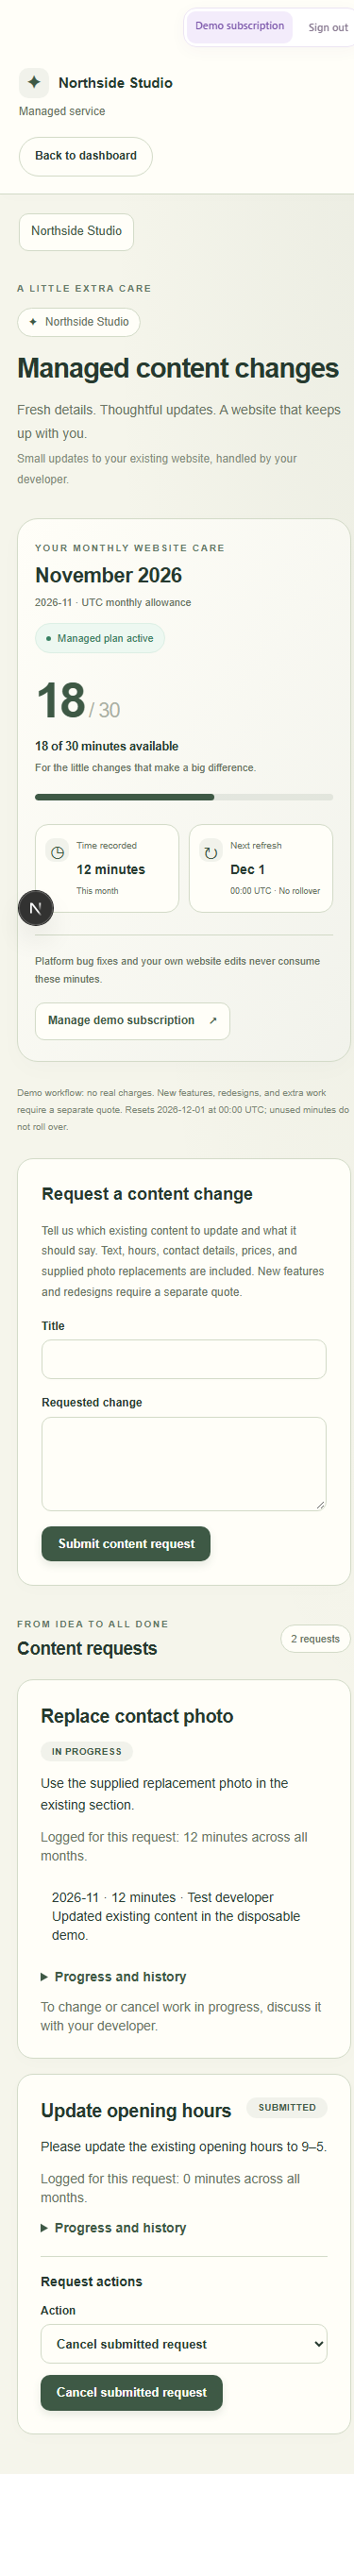 Demo subscription
Sign out
Northside Studio
Managed service
Back to dashboard
Northside Studio
A LITTLE EXTRA CARE
Northside Studio
Managed content changes
Fresh details. Thoughtful updates. A website that keeps
up with you.
Small updates to your existing website, handled by your
developer.
YOUR MONTHLY WEBSITE CARE
November 2026
2026-11 · UTC monthly allowance
Managed plan active
18 / 30
18 of 30 minutes available
For the little changes that make a big difference.
Time recorded
12 minutes
This month
Next refresh
Dec 1
00:00 UTC · No rollover
N
Platform bug fixes and your own website edits never consume
these minutes.
Manage demo subscription ↗
Demo workflow: no real charges. New features, redesigns, and extra work
require a separate quote. Resets 2026-12-01 at 00:00 UTC; unused minutes do
not roll over.
Request a content change
Tell us which existing content to update and what it
should say. Text, hours, contact details, prices, and
supplied photo replacements are included. New features
and redesigns require a separate quote.
Title
Requested change
Submit content request
FROM IDEA TO ALL DONE
Content requests
2 requests
Replace contact photo
IN PROGRESS
Use the supplied replacement photo in the
existing section.
Logged for this request: 12 minutes across all
months.
2026-11 · 12 minutes · Test developer
Updated existing content in the disposable
demo.
Progress and history
To change or cancel work in progress, discuss it
with your developer.
Update opening hours
SUBMITTED
Please update the existing opening hours to 9–5.
Logged for this request: 0 minutes across all
months.
Progress and history
Request actions
Action
Cancel submitted request
Cancel submitted request